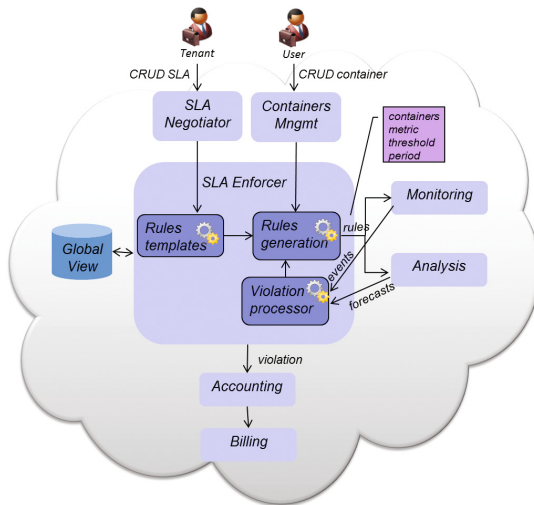 Tenant
User
CRUD SLA
CRUD container
SLA
Negotiator
Containers
Mngmt
containers
metric
threshold
period
SLA Enforcer
Monitoring
Rules
templates
Rules
generation
rules
Global
View
events
Analysis
Violation
processor
forecasts
violation
Accounting
Billing